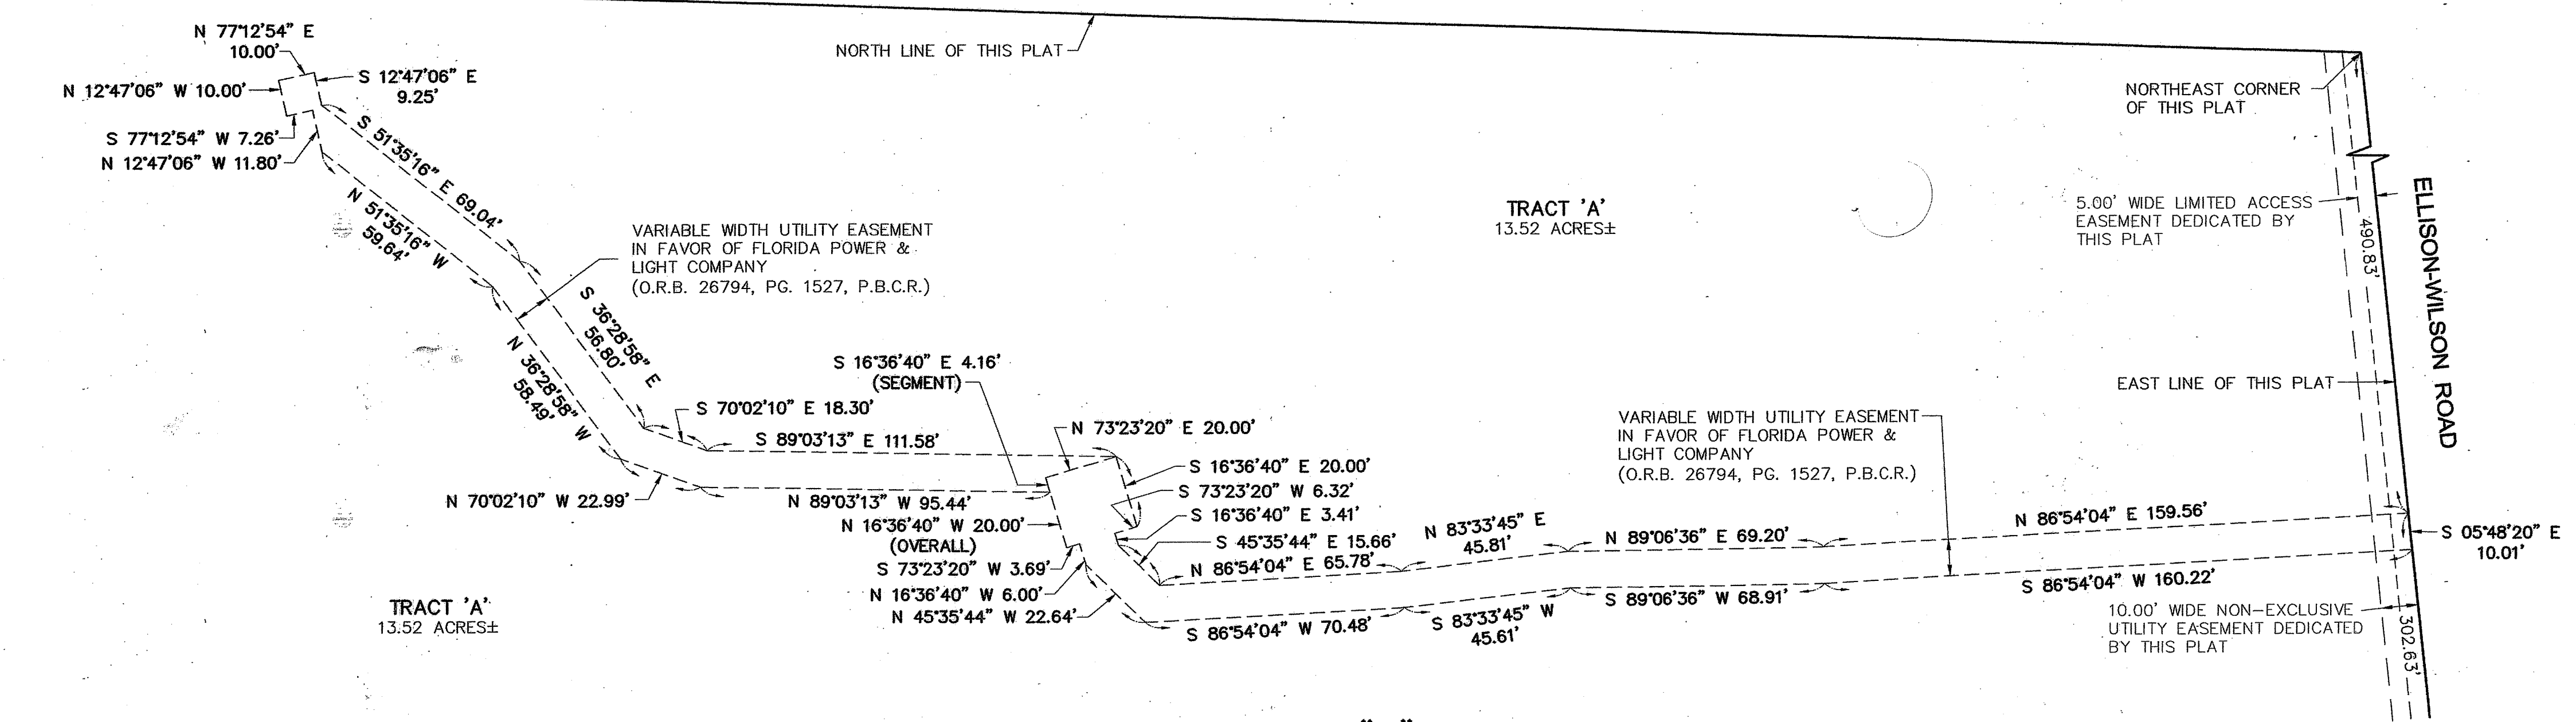 N 77°12'54" E
10.00'
N 12°47'06" W 10.00'
S 12°47'06" E
9.25'
S 77°12'54" W 7.26'
N 12°47'06" W 11.80'
S 51°35'16" E 69.04'
N 51°35'16" W
59.64'
NORTH LINE OF THIS PLAT
VARIABLE WIDTH UTILITY EASEMENT
IN FAVOR OF FLORIDA POWER &
LIGHT COMPANY
(O.R.B. 26794, PG. 1527, P.B.C.R.)
S 36°28'58" E
56.80'
N 36°28'58" W
58.49'
S 70°02'10" E 18.30'
S 89°03'13" E 111.58'
N 70°02'10" W 22.99'
N 89°03'13" W 95.44'
S 16°36'40" E 4.16'
(SEGMENT)
N 73°23'20" E 20.00'
S 16°36'40" E 20.00'
S 73°23'20" W 6.32'
S 16°36'40" E 3.41'
S 45°35'44" E 15.66'
N 86°54'04" E 65.78'
N 16°36'40" W 20.00'
(OVERALL)
S 73°23'20" W 3.69'
N 16°36'40" W 6.00'
N 45°35'44" W 22.64'
S 86°54'04" W 70.48'
N 83°33'45" E
45.81'
S 83°33'45" W
45.61'
N 89°06'36" E 69.20'
S 89°06'36" W 68.91'
TRACT 'A'
13.52 ACRES±
TRACT 'A'
13.52 ACRES±
VARIABLE WIDTH UTILITY EASEMENT
IN FAVOR OF FLORIDA POWER &
LIGHT COMPANY
(O.R.B. 26794, PG. 1527, P.B.C.R.)
N 86°54'04" E 159.56'
S 86°54'04" W 160.22'
NORTHEAST CORNER
OF THIS PLAT
5.00' WIDE LIMITED ACCESS
EASEMENT DEDICATED BY
THIS PLAT
490.83'
ELLISON-WILSON ROAD
EAST LINE OF THIS PLAT
S 05°48'20" E
10.01'
10.00' WIDE NON-EXCLUSIVE
UTILITY EASEMENT DEDICATED
BY THIS PLAT
302.63'